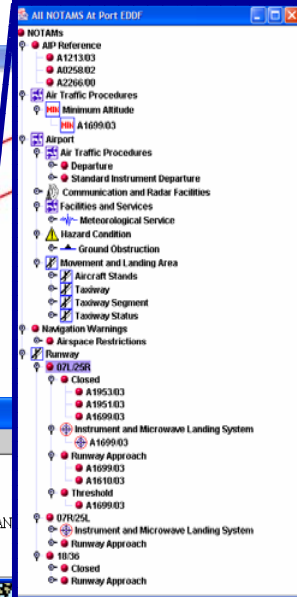 All NOTAMS At Port EDDF
NOTAMs
AIP Reference
A1213/03
A0258/02
A2266/00
Air Traffic Procedures
Minimum Altitude
A1699/03
Airport
Air Traffic Procedures
Departure
Standard Instrument Departure
Communication and Radar Facilities
Facilities and Services
Meteorological Service
Hazard Condition
Ground Obstruction
Movement and Landing Area
Aircraft Stands
Taxiway
Taxiway Segment
Taxiway Status
Navigation Warnings
Airspace Restrictions
Runway
07L/25R
Closed
A1953/03
A1951/03
A1699/03
Instrument and Microwave Landing System
A1699/03
Runway Approach
A1699/03
A1610/03
Threshold
A1699/03
07R/25L
Instrument and Microwave Landing System
Runway Approach
18/36
Closed
Runway Approach